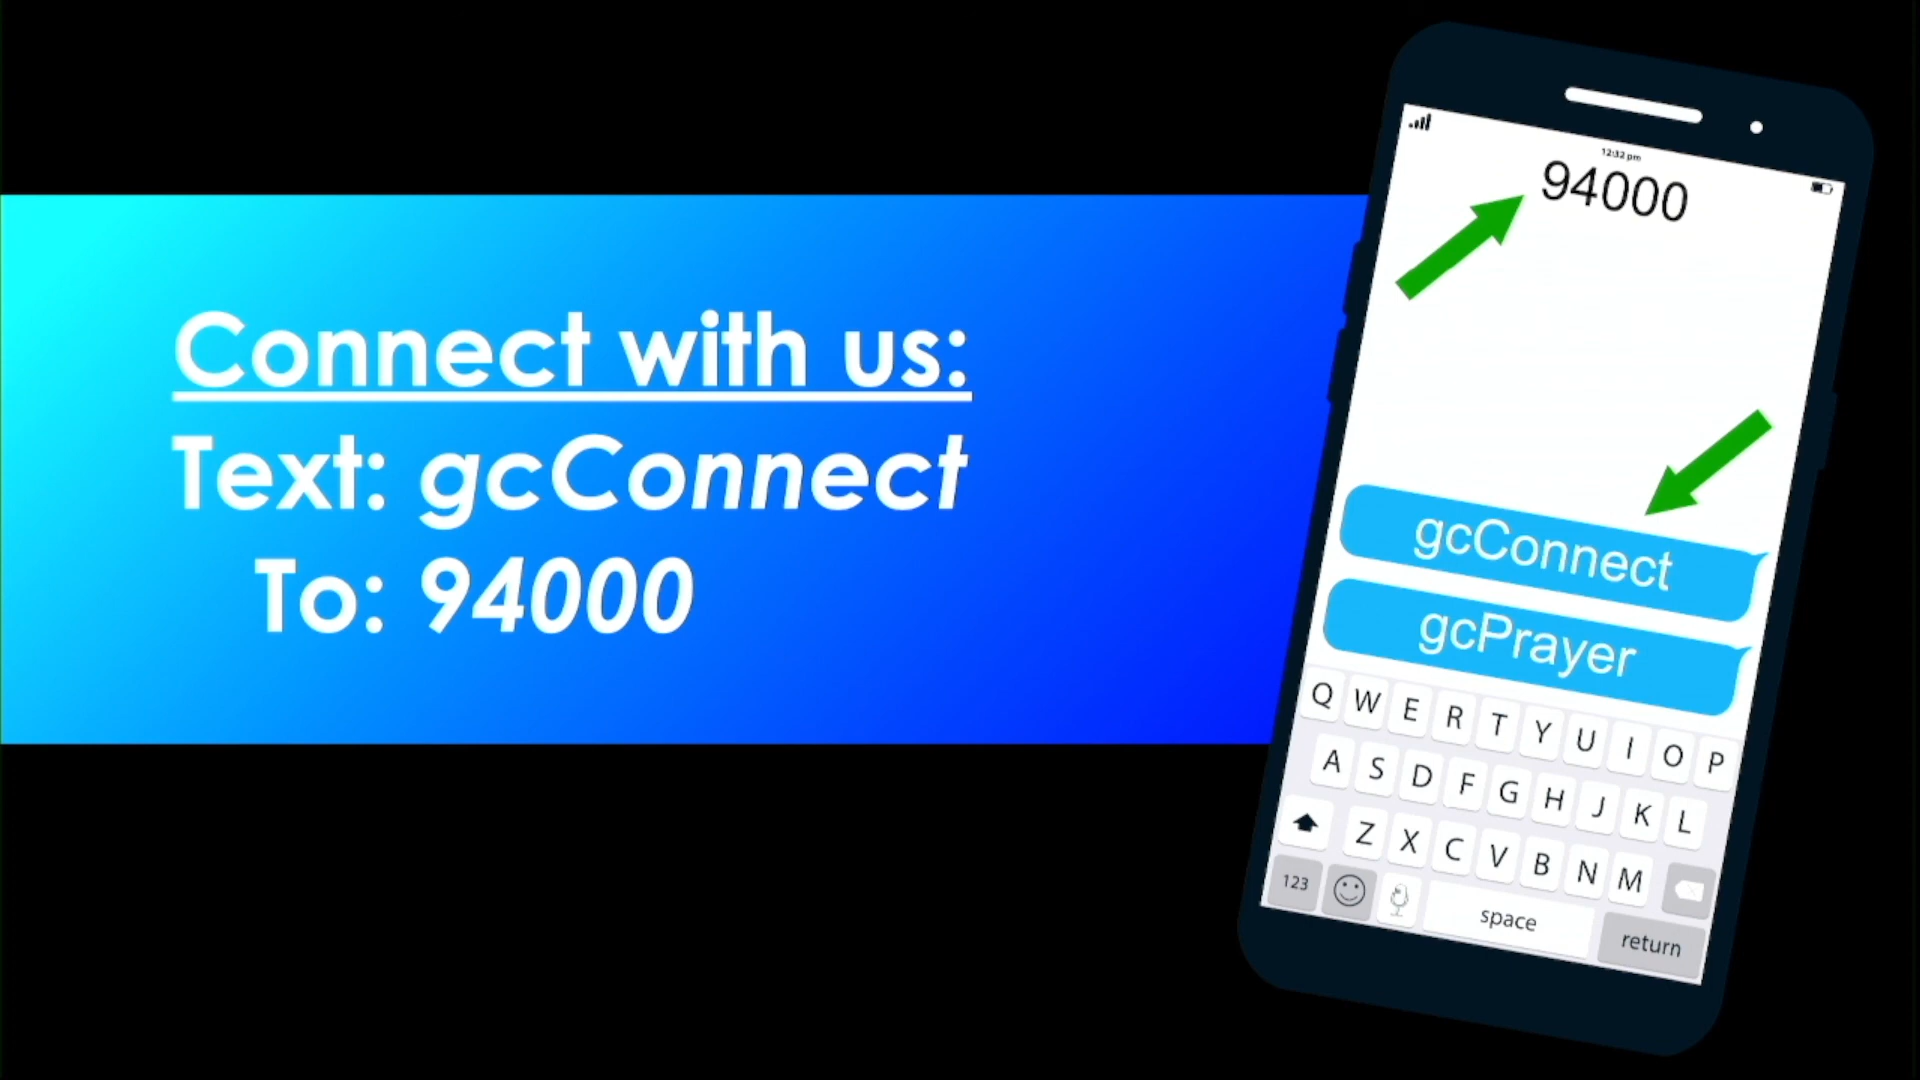 Connect with us:
Text: gcConnect
To: 94000
12:32 pm
94000
gcConnect
gcPrayer
Q W E R T Y U I O P
A S D F G H J K L
Z X C V B N M
123 space return